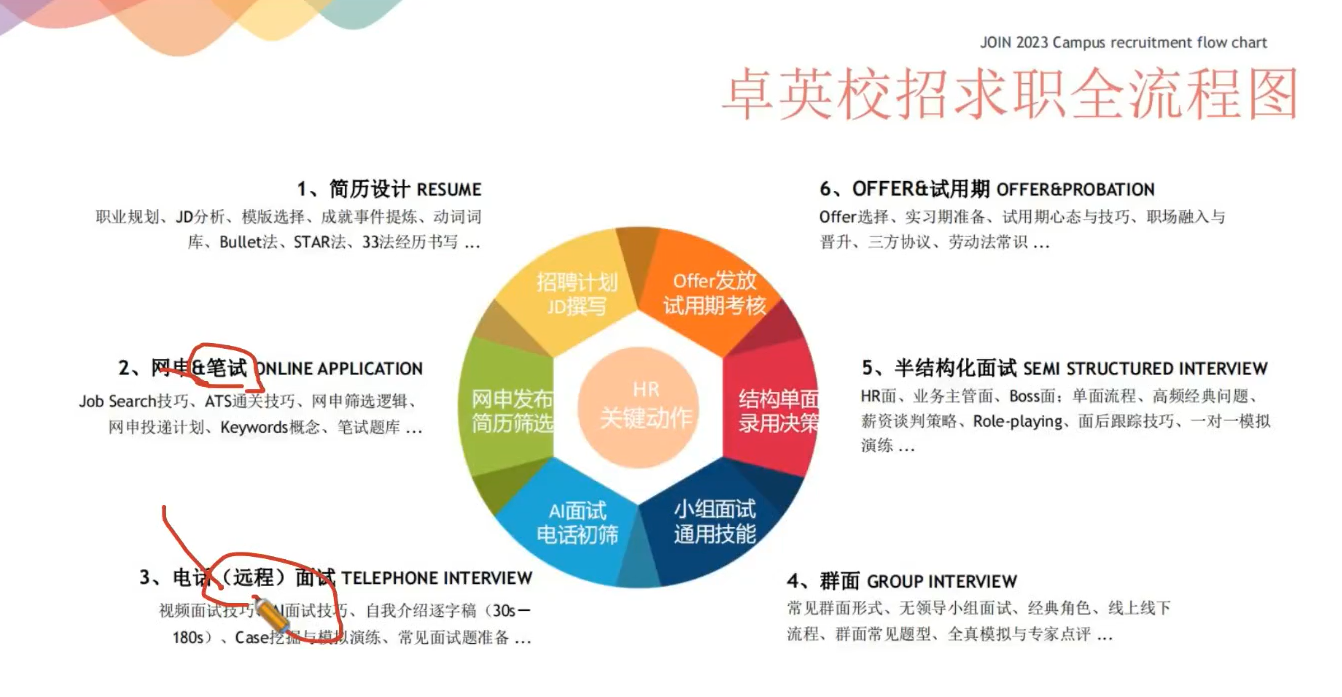 JOIN 2023 Campus recruitment flow chart
卓英校招求职全流程图
1、简历设计 RESUME
职业规划、JD分析、模版选择、成就事件提炼、动词词
库、Bullet法、STAR法、33法经历书写 ...
2、网申&笔试 ONLINE APPLICATION
Job Search技巧、ATS通关技巧、网申筛选逻辑、
网申投递计划、Keywords概念、笔试题库 ...
3、电话（远程）面试 TELEPHONE INTERVIEW
视频面试技巧、AI面试技巧、自我介绍逐字稿（30s—
180s）、Case挖掘与模拟演练、常见面试题准备 ...
招聘计划
JD撰写
Offer发放
试用期考核
网申发布
简历筛选
HR
关键动作
结构单面
录用决策
AI面试
电话初筛
小组面试
通用技能
6、OFFER&试用期 OFFER&PROBATION
Offer选择、实习期准备、试用期心态与技巧、职场融入与
晋升、三方协议、劳动法常识 ...
5、半结构化面试 SEMI STRUCTURED INTERVIEW
HR面、业务主管面、Boss面；单面流程、高频经典问题、
薪资谈判策略、Role-playing、面后跟踪技巧、一对一模拟
演练 ...
4、群面 GROUP INTERVIEW
常见群面形式、无领导小组面试、经典角色、线上线下
流程、群面常见题型、全真模拟与专家点评 ...